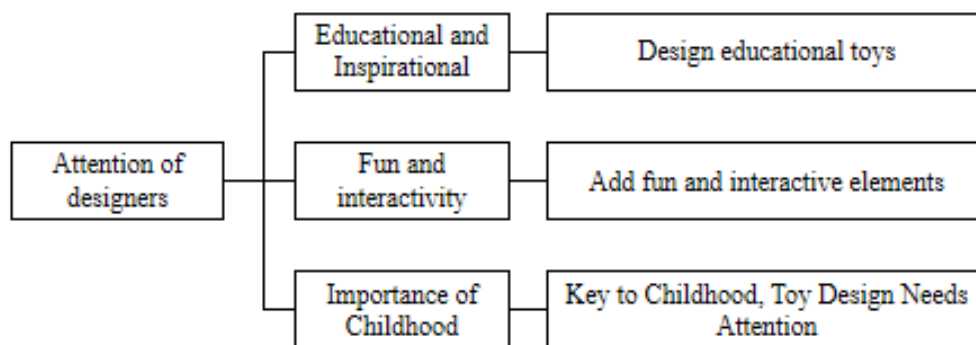 Educational and
Inspirational
Design educational toys
Attention of
designers
Fun and
interactivity
Add fun and interactive elements
Importance of
Childhood
Key to Childhood, Toy Design Needs
Attention